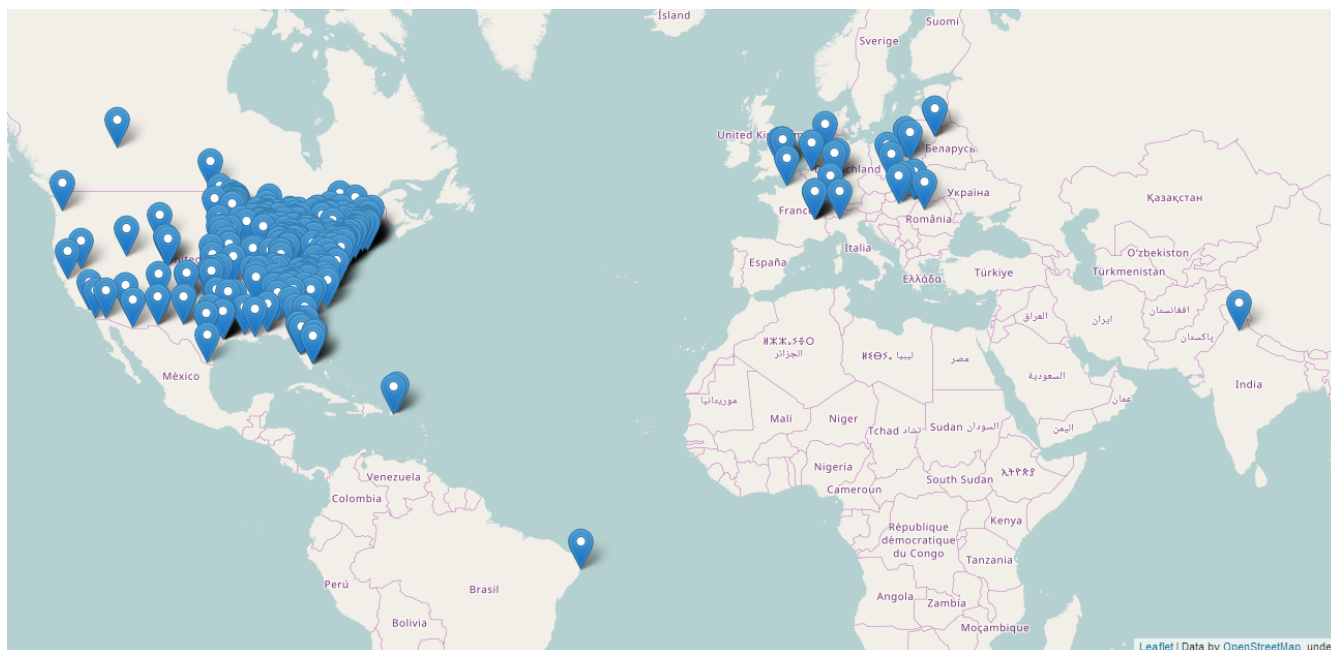 Ísland
Suomi
Sverige
United
Беларусь
Қазақстан
Україна
France
România
Italia
O'zbekiston
España
Ελλάδα
Türkiye
Türkmenistan
العراق
ایران
افغانستان
پاکستان
México
ⵍⵣⵣⴰⵢⴻⵔ
الجزائر
ⵍⵉⴱⵢⴰ ليبيا
مصر
السعودية
India
موريتانيا
عمان
Mali
Niger
Tchad تشاد
Sudan السودان
اليمن
Venezuela
Nigeria
South Sudan
ኢትዮጵያ
Colombia
Cameroun
République
démocratique
du Congo
Kenya
Tanzania
Perú
Brasil
Angola
Zambia
Bolivia
Moçambique
Leaflet | Data by OpenStreetMap, unde